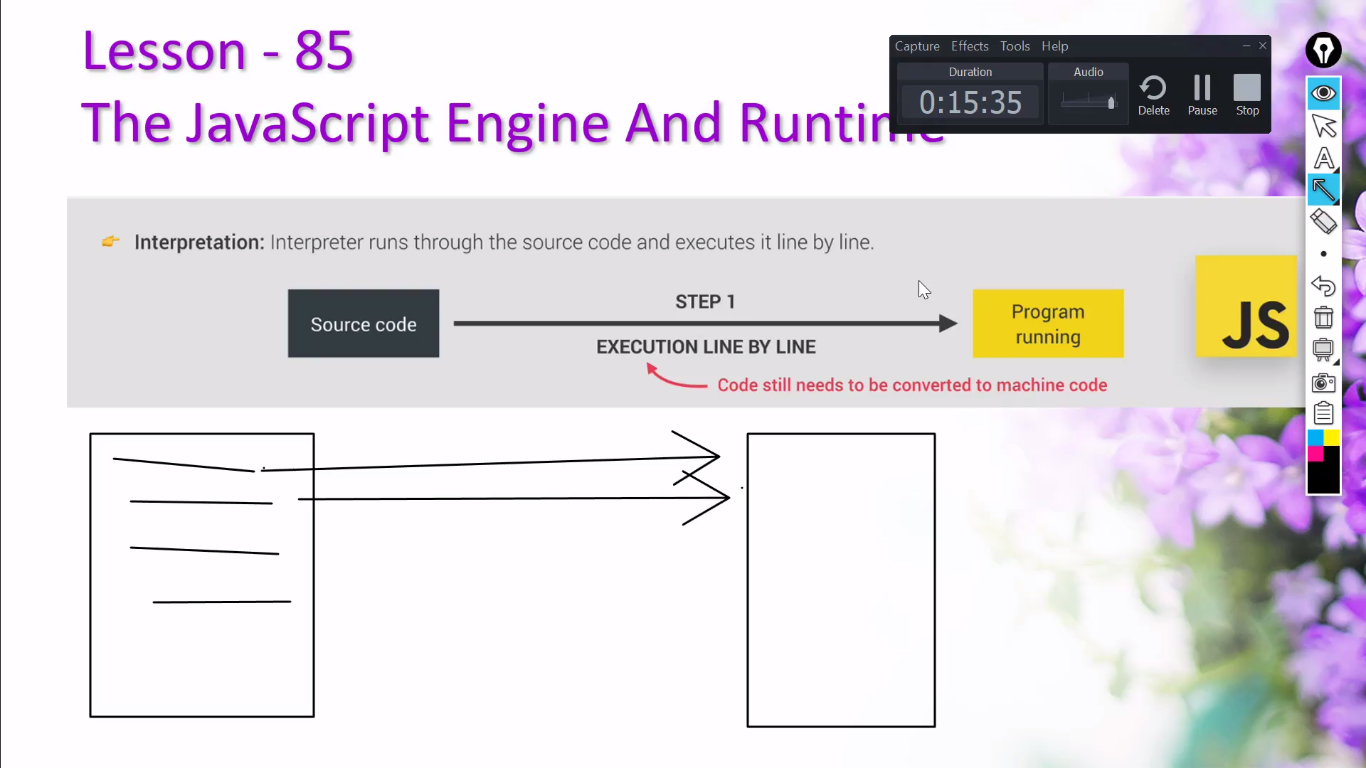 Lesson - 85
The JavaScript Engine And Runtime
Capture Effects Tools Help
Duration
Audio
0:15:35
Delete
Pause
Stop
A
Interpretation: Interpreter runs through the source code and executes it line by line.
Source code
STEP 1
EXECUTION LINE BY LINE
Code still needs to be converted to machine code
Program
running
JS